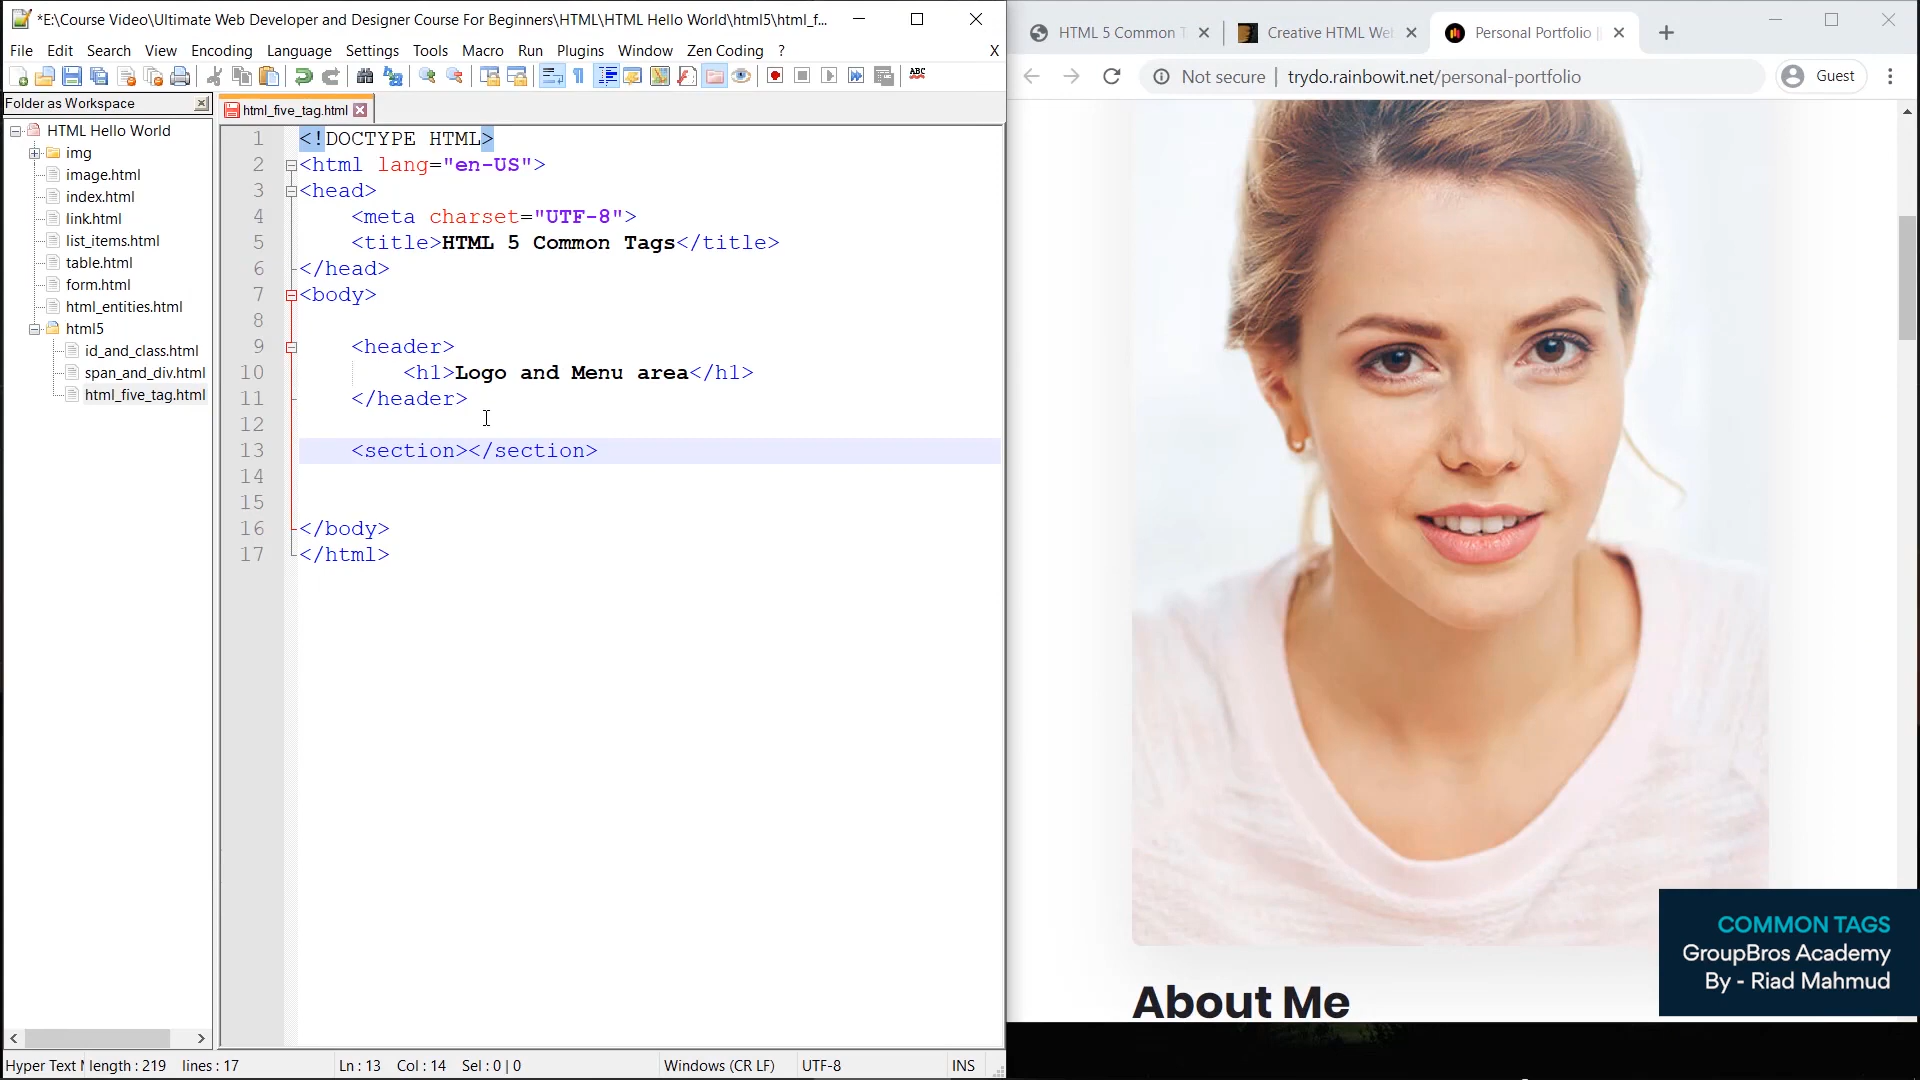 *E:\Course Video\Ultimate Web Developer and Designer Course For Beginners\HTML\HTML Hello World\html5\html_f...
File Edit Search View Encoding Language Settings Tools Macro Run Plugins Window Zen Coding ? X
Folder as Workspace
HTML Hello World
img
image.html
index.html
link.html
list_items.html
table.html
form.html
html_entities.html
html5
id_and_class.html
span_and_div.html
html_five_tag.html
html_five_tag.html
1 <!DOCTYPE HTML>
2 <html lang="en-US">
3 <head>
4 <meta charset="UTF-8">
5 <title>HTML 5 Common Tags</title>
6 </head>
7 <body>
8
9 <header>
10 <h1>Logo and Menu area</h1>
11 </header>
12
13 <section></section>
14
15
16 </body>
17 </html>
Hyper Text length : 219 lines : 17 Ln : 13 Col : 14 Sel : 0 | 0 Windows (CR LF) UTF-8 INS
HTML 5 Common Creative HTML Personal Portfolio |
Not secure | trydo.rainbowit.net/personal-portfolio Guest
About Me
COMMON TAGS
GroupBros Academy
By - Riad Mahmud
ABC